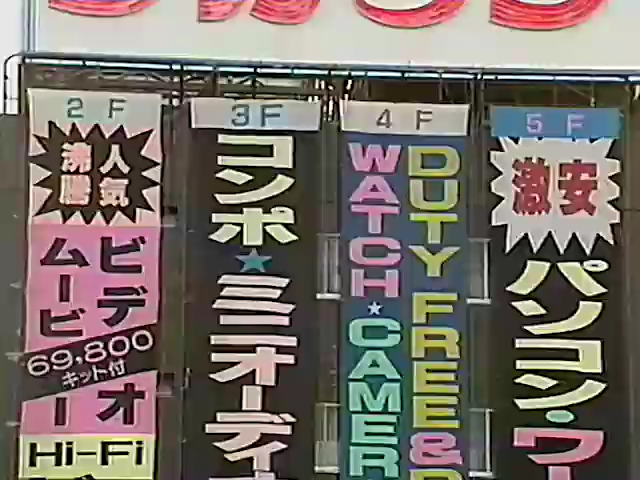 2F
人気
沸騰
ビデオ
ムービー
69,800
キット付
Hi-Fi
3F
コンポ★ミニオーディ
4F
DUTY FREE &
WATCH★CAMER
5F
激安
パソコン・ワー